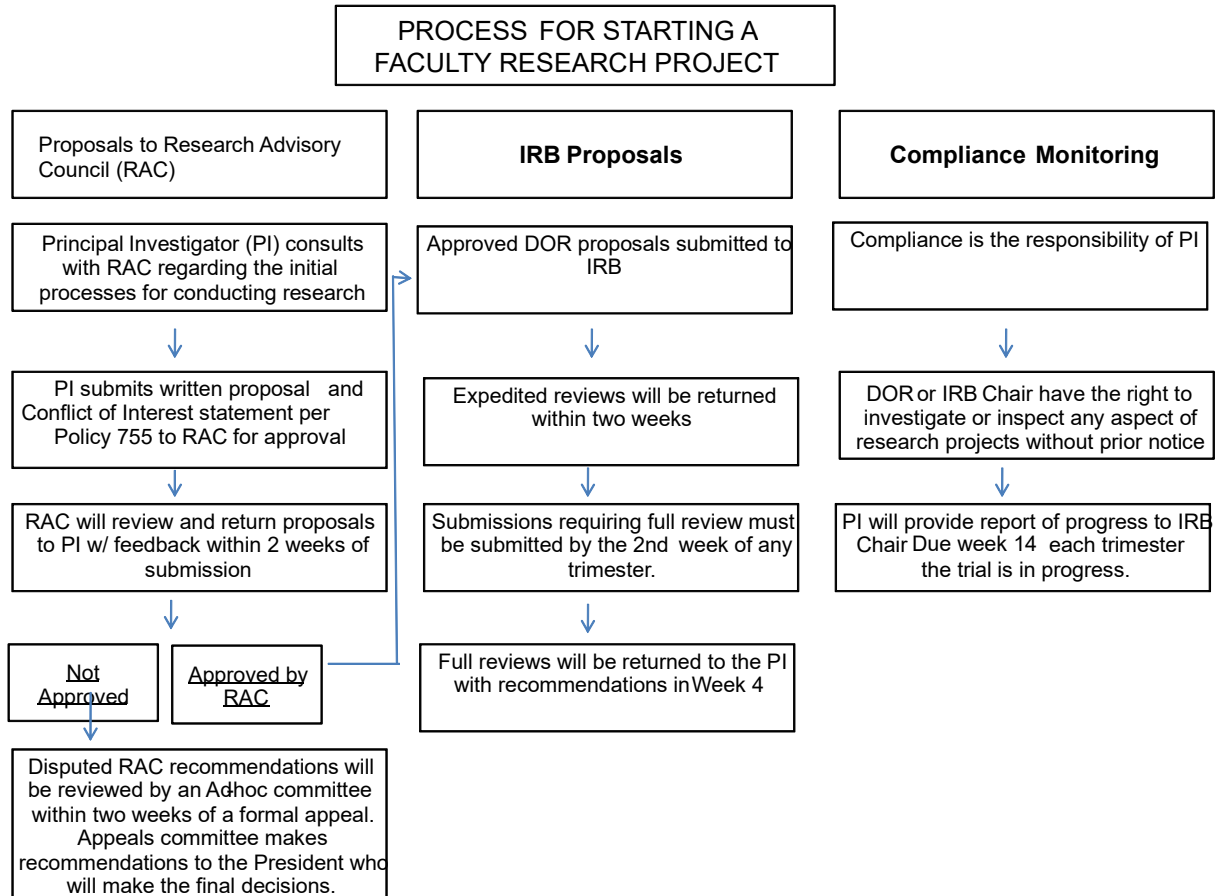 PROCESS FOR STARTING A
FACULTY RESEARCH PROJECT
Proposals to Research Advisory
Council (RAC)
Principal Investigator (PI) consults
with RAC regarding the initial
processes for conducting research
PI submits written proposal and
Conflict of Interest statement per
Policy 755 to RAC for approval
RAC will review and return proposals
to PI w/ feedback within 2 weeks of
submission
Not
Approved
Approved by
RAC
Disputed RAC recommendations will
be reviewed by an Ad-hoc committee
within two weeks of a formal appeal.
Appeals committee makes
recommendations to the President who
will make the final decisions.
IRB Proposals
Approved DOR proposals submitted to
IRB
Expedited reviews will be returned
within two weeks
Submissions requiring full review must
be submitted by the 2nd week of any
trimester.
Full reviews will be returned to the PI
with recommendations in Week 4
Compliance Monitoring
Compliance is the responsibility of PI
DOR or IRB Chair have the right to
investigate or inspect any aspect of
research projects without prior notice
PI will provide report of progress to IRB
Chair Due week 14 each trimester
the trial is in progress.